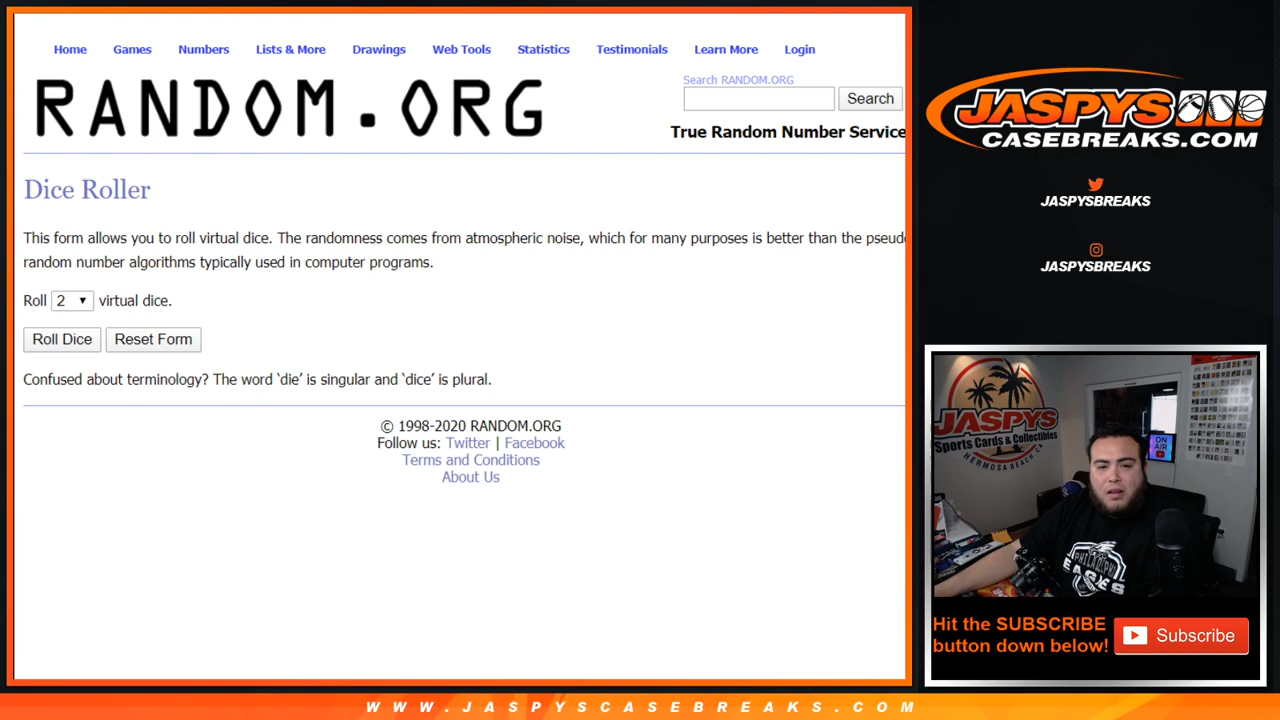 Home Games Numbers Lists & More Drawings Web Tools Statistics Testimonials Learn More Login
RANDOM.ORG
Search RANDOM.ORG
Search
True Random Number Service
Dice Roller
This form allows you to roll virtual dice. The randomness comes from atmospheric noise, which for many purposes is better than the pseudo
random number algorithms typically used in computer programs.
Roll 2 virtual dice.
Roll Dice Reset Form
Confused about terminology? The word ‘die’ is singular and ‘dice’ is plural.
© 1998-2020 RANDOM.ORG
Follow us: Twitter | Facebook
Terms and Conditions
About Us
JASPYS
CASEBREAKS.COM
JASPYSBREAKS
JASPYSBREAKS
JASPYS
Sports Cards & Collectibles
HERMOSA BEACH, CA
ON
AIR
PHILADELPHIA
EAGLES
Hit the SUBSCRIBE
button down below!
Subscribe
WWW.JASPYSCASEBREAKS.COM